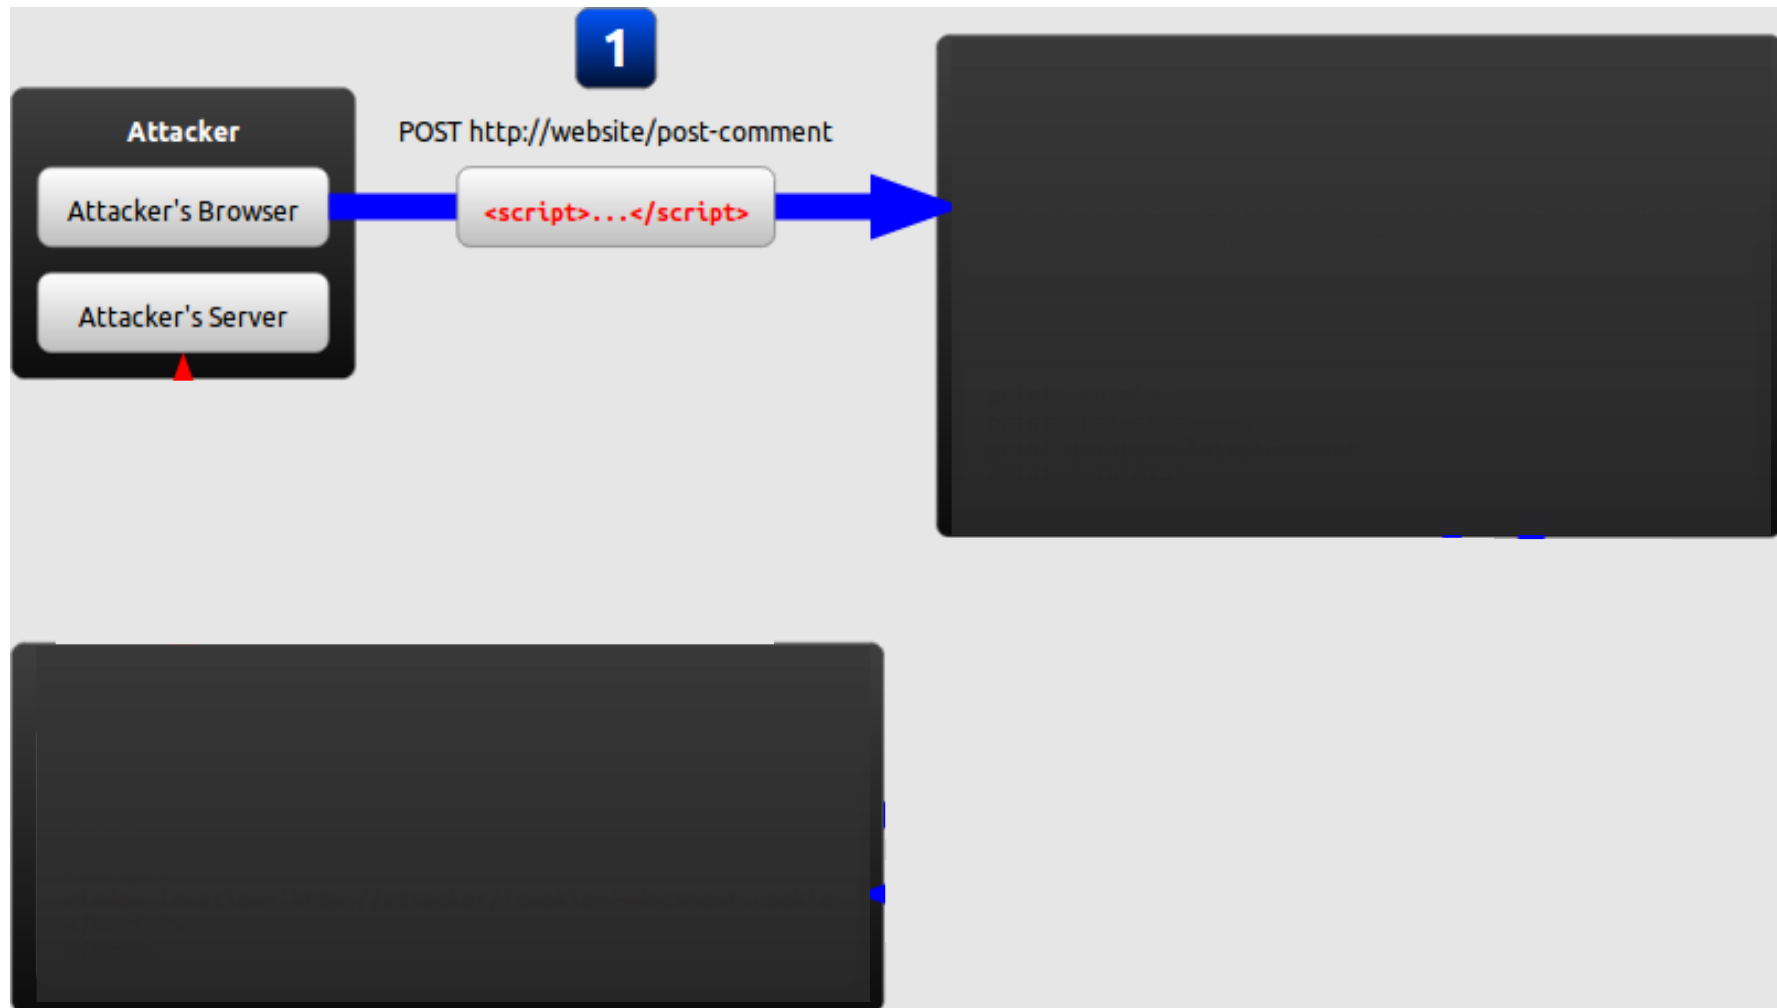 1
Attacker
POST http://website/post-comment
Attacker's Browser
<script>...</script>
Attacker's Server